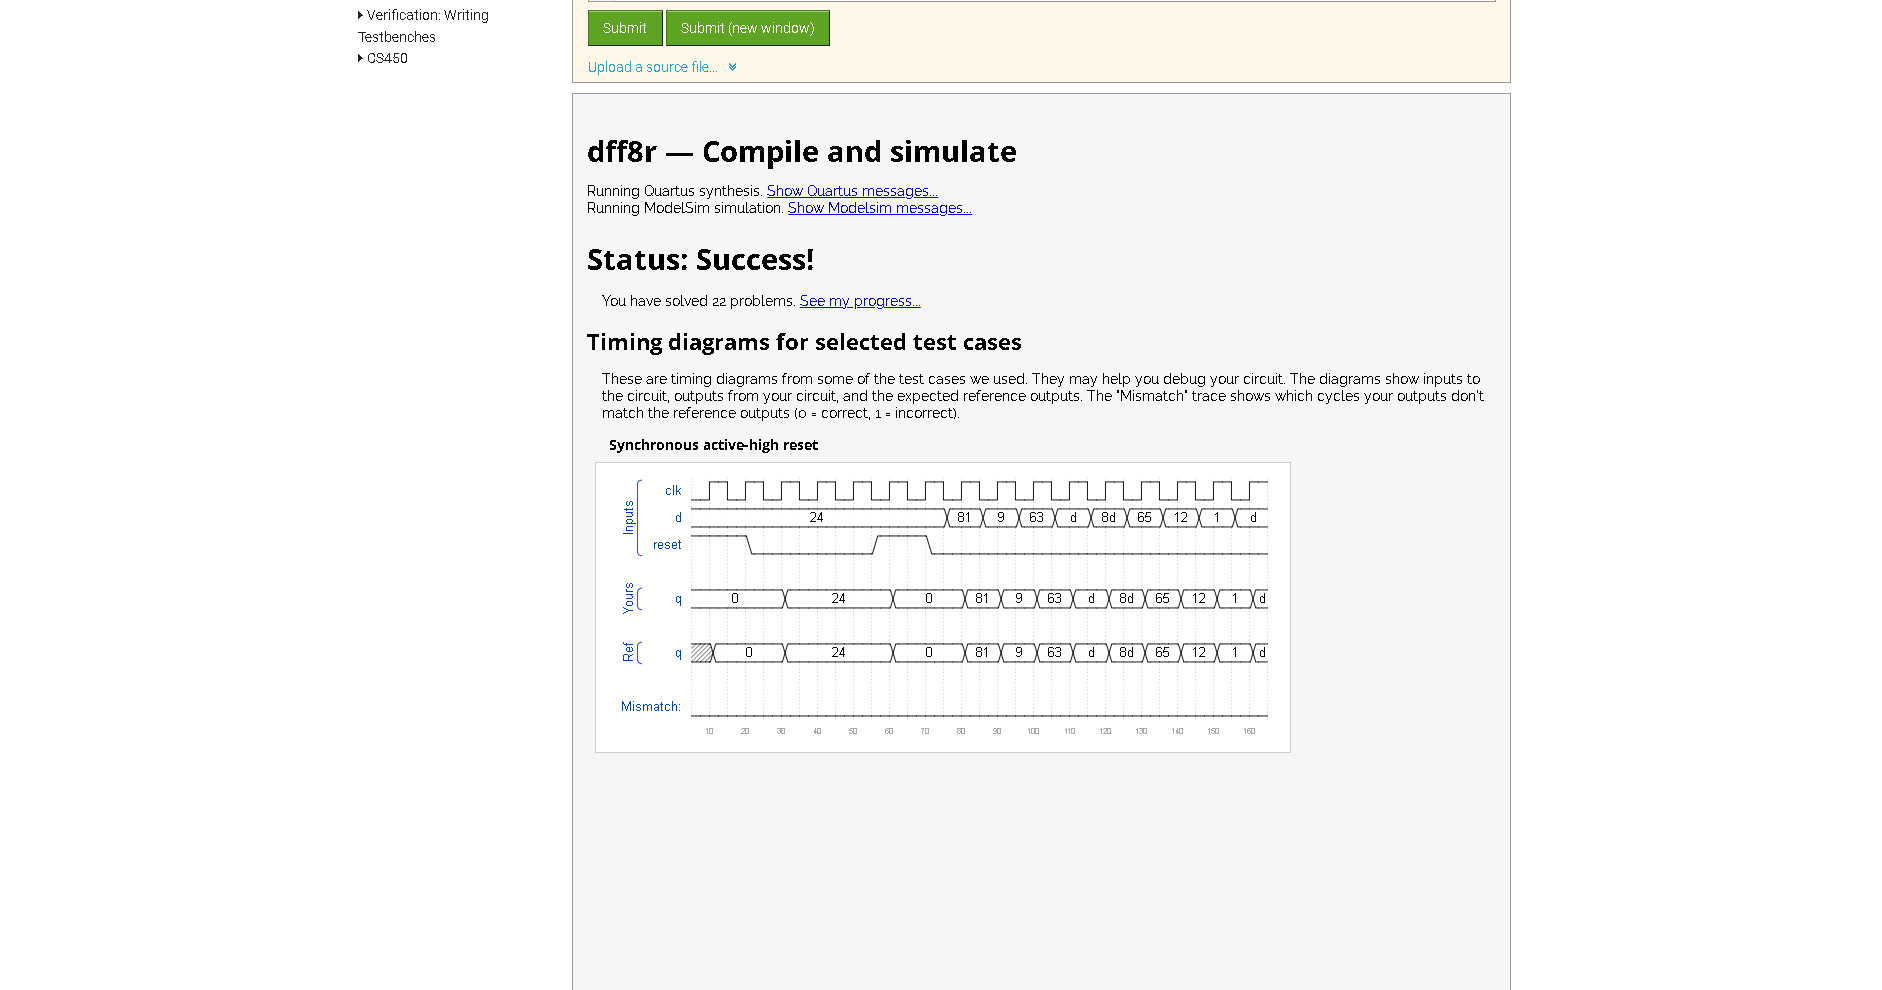 Verification: Writing
Testbenches
CS450
Submit Submit (new window)
Upload a source file...
dff8r — Compile and simulate
Running Quartus synthesis. Show Quartus messages...
Running ModelSim simulation. Show Modelsim messages...
Status: Success!
You have solved 22 problems. See my progress...
Timing diagrams for selected test cases
These are timing diagrams from some of the test cases we used. They may help you debug your circuit. The diagrams show inputs to
the circuit, outputs from your circuit, and the expected reference outputs. The "Mismatch" trace shows which cycles your outputs don't
match the reference outputs (0 = correct, 1 = incorrect).
Synchronous active-high reset
Inputs
clk
d 24 81 9 63 d 8d 65 12 1 d
reset
Yours
q 0 24 0 81 9 63 d 8d 65 12 1 d
Ref
q 0 24 0 81 9 63 d 8d 65 12 1 d
Mismatch:
10 20 30 40 50 60 70 80 90 100 110 120 130 140 150 160